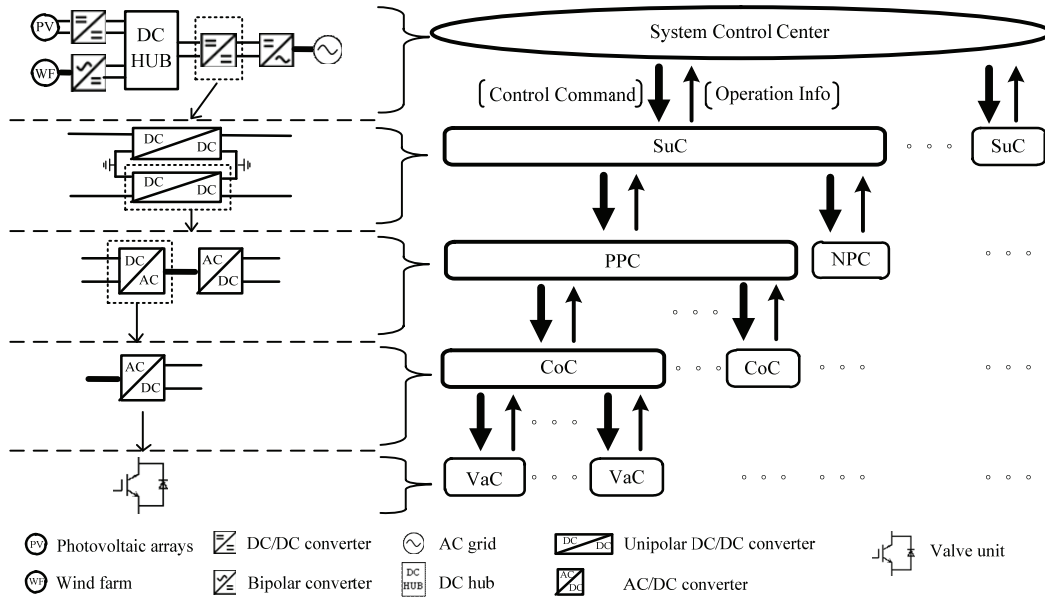 PV
WF
DC
HUB
System Control Center
Control Command
Operation Info
DC
DC
DC
DC
SuC
SuC
DC
AC
AC
DC
PPC
NPC
AC
DC
CoC
CoC
VaC
VaC
PV Photovoltaic arrays
DC/DC converter
AC grid
DC DC Unipolar DC/DC converter
Valve unit
WF Wind farm
Bipolar converter
DC
HUB
DC hub
AC DC AC/DC converter